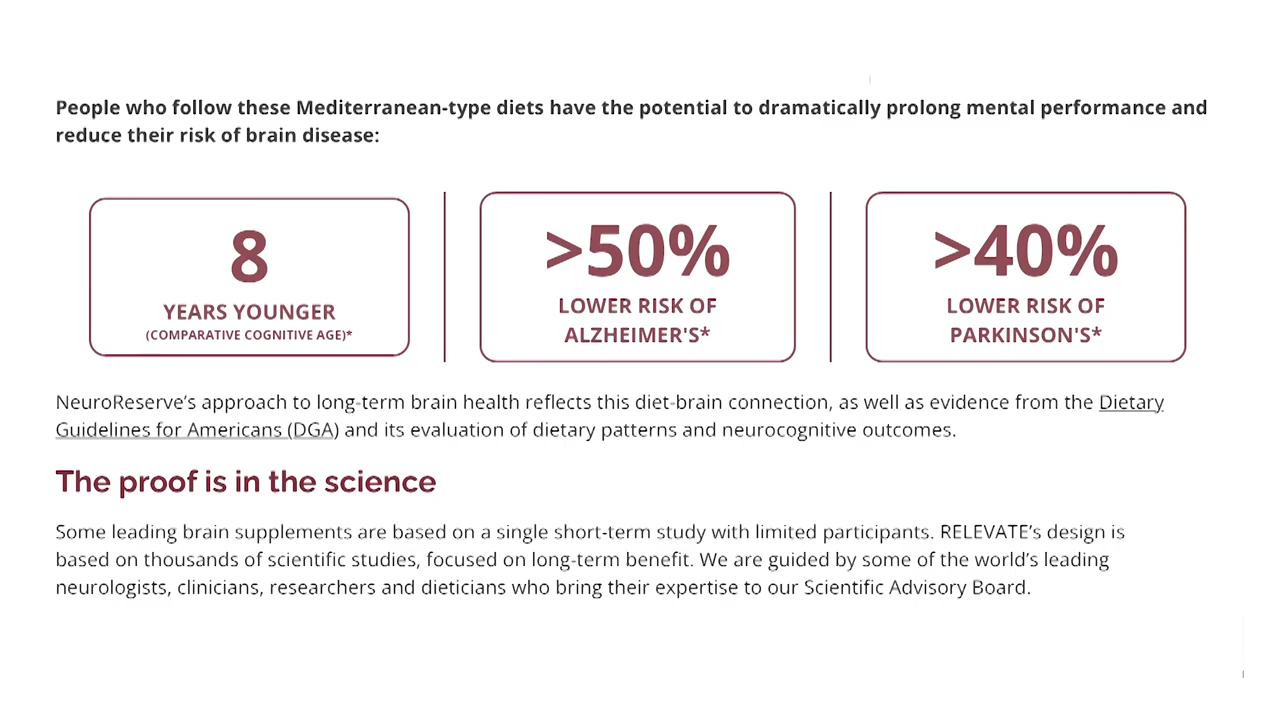 People who follow these Mediterranean-type diets have the potential to dramatically prolong mental performance and
reduce their risk of brain disease:
8
YEARS YOUNGER
(COMPARATIVE COGNITIVE AGE)*
>50%
LOWER RISK OF
ALZHEIMER'S*
>40%
LOWER RISK OF
PARKINSON'S*
NeuroReserve’s approach to long-term brain health reflects this diet-brain connection, as well as evidence from the Dietary
Guidelines for Americans (DGA) and its evaluation of dietary patterns and neurocognitive outcomes.
The proof is in the science
Some leading brain supplements are based on a single short-term study with limited participants. RELEVATE’s design is
based on thousands of scientific studies, focused on long-term benefit. We are guided by some of the world’s leading
neurologists, clinicians, researchers and dieticians who bring their expertise to our Scientific Advisory Board.